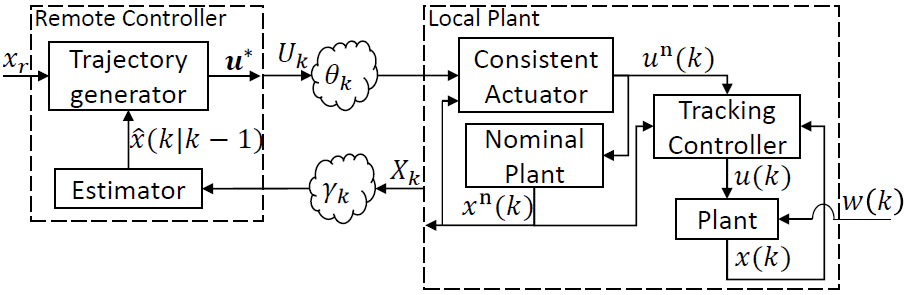 Remote Controller
Local Plant
x_r
Trajectory
generator
u*
U_k
θ_k
Consistent
Actuator
u^n(k)
Tracking
Controller
x̂(k|k − 1)
Nominal
Plant
Estimator
γ_k
X_k
x^n(k)
u(k)
Plant
w(k)
x(k)